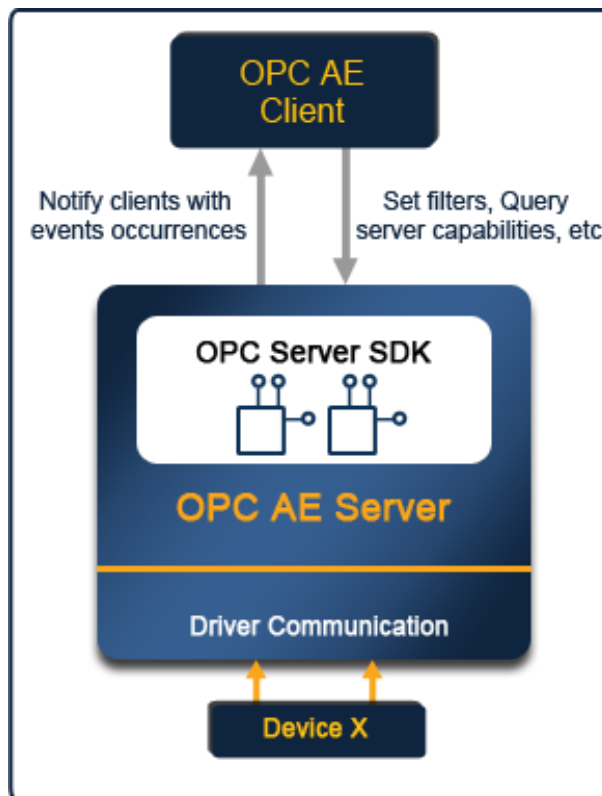 OPC AE
Client
Notify clients with
events occurrences
Set filters, Query
server capabilities, etc
OPC Server SDK
OPC AE Server
Driver Communication
Device X